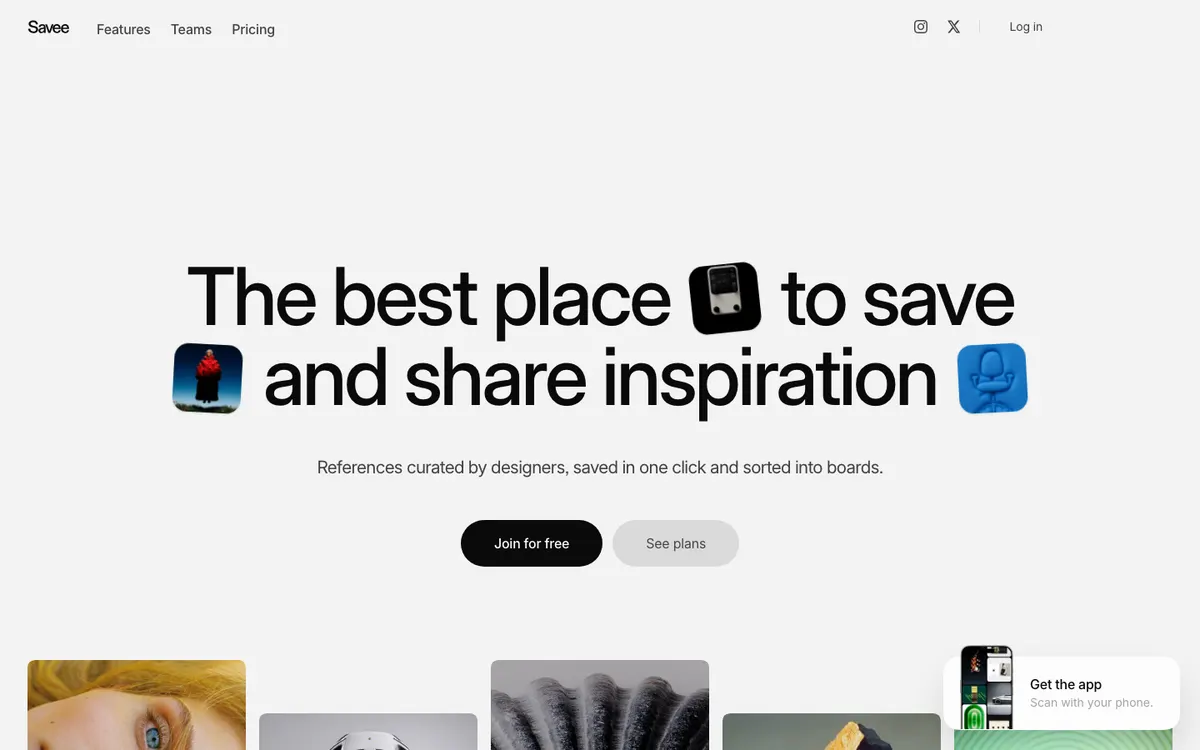 Savee
Features
Teams
Pricing
Log in
The best place to save
and share inspiration
References curated by designers, saved in one click and sorted into boards.
Join for free
See plans
Get the app
Scan with your phone.